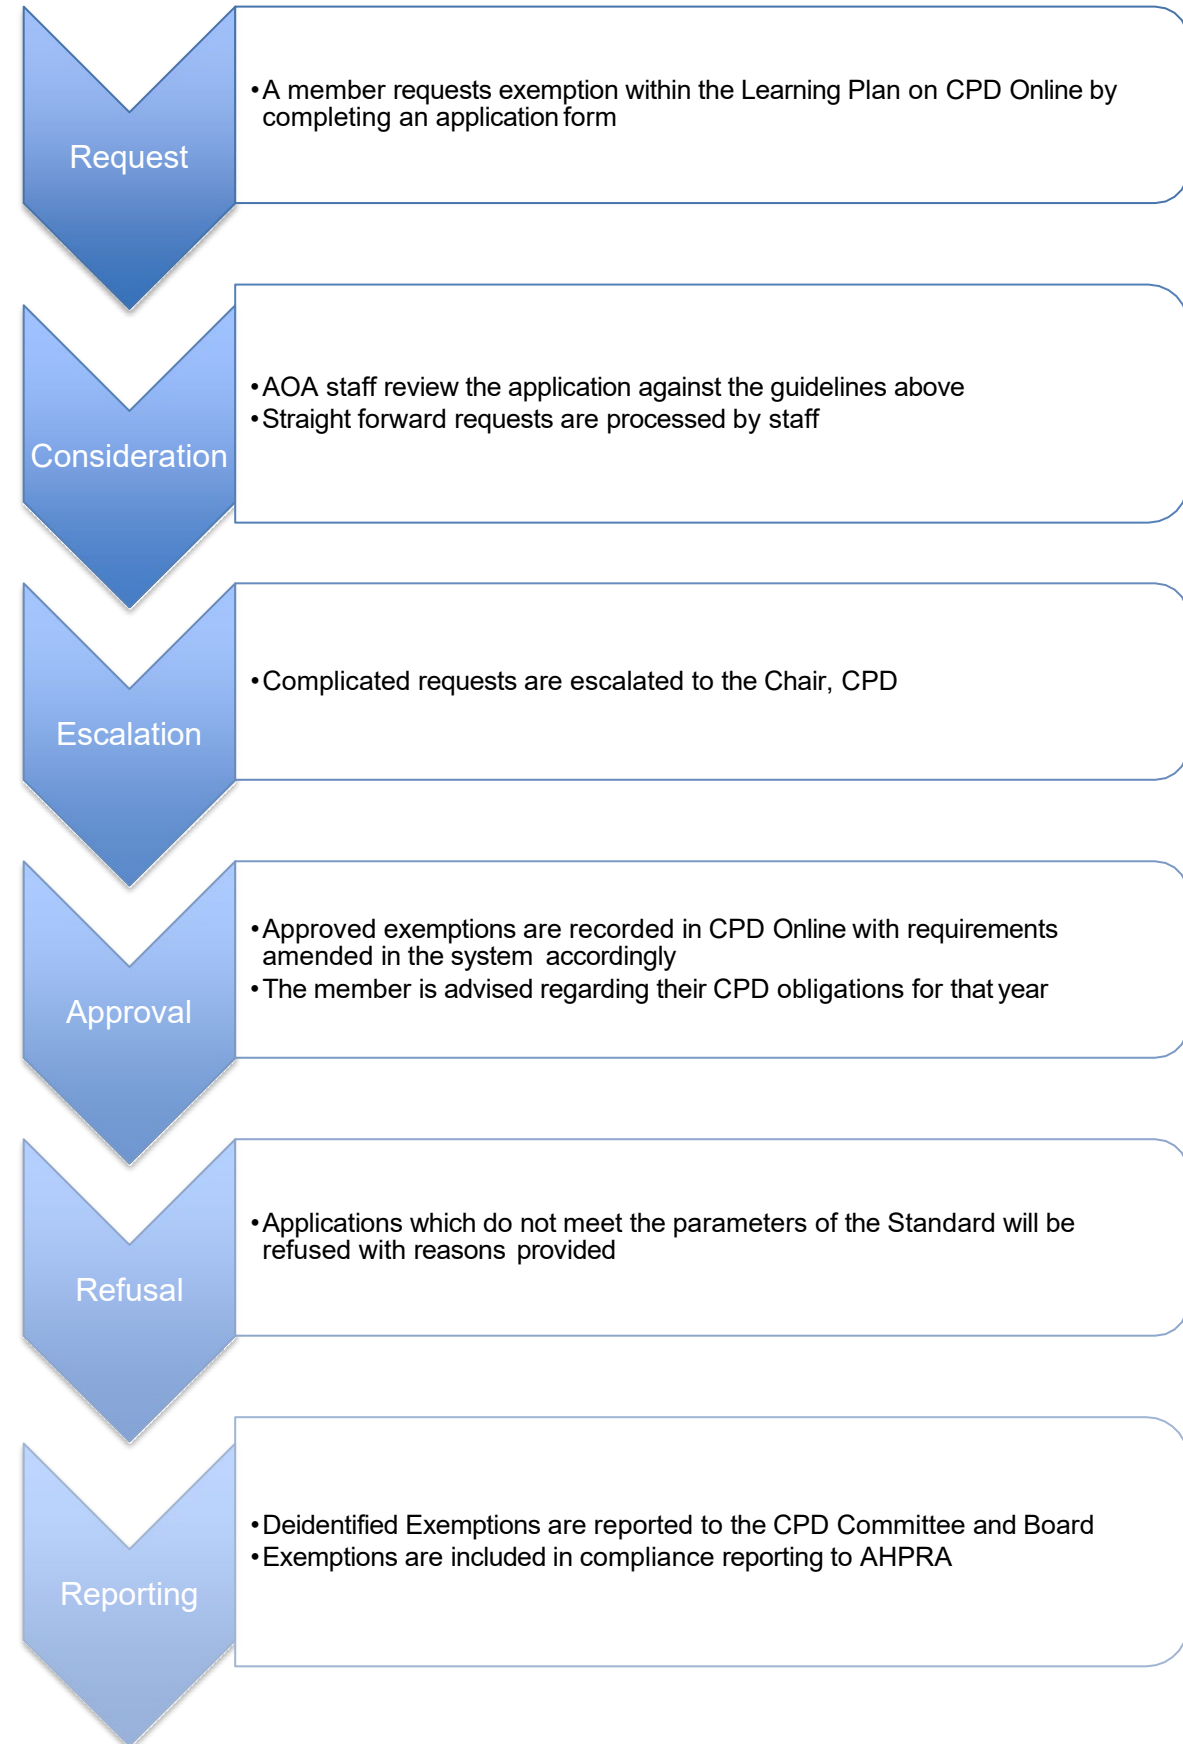 •A member requests exemption within the Learning Plan on CPD Online by
completing an application form
Request
•AOA staff review the application against the guidelines above
•Straight forward requests are processed by staff
Consideration
•Complicated requests are escalated to the Chair, CPD
Escalation
•Approved exemptions are recorded in CPD Online with requirements
amended in the system accordingly
•The member is advised regarding their CPD obligations for that year
Approval
•Applications which do not meet the parameters of the Standard will be
refused with reasons provided
Refusal
•Deidentified Exemptions are reported to the CPD Committee and Board
•Exemptions are included in compliance reporting to AHPRA
Reporting